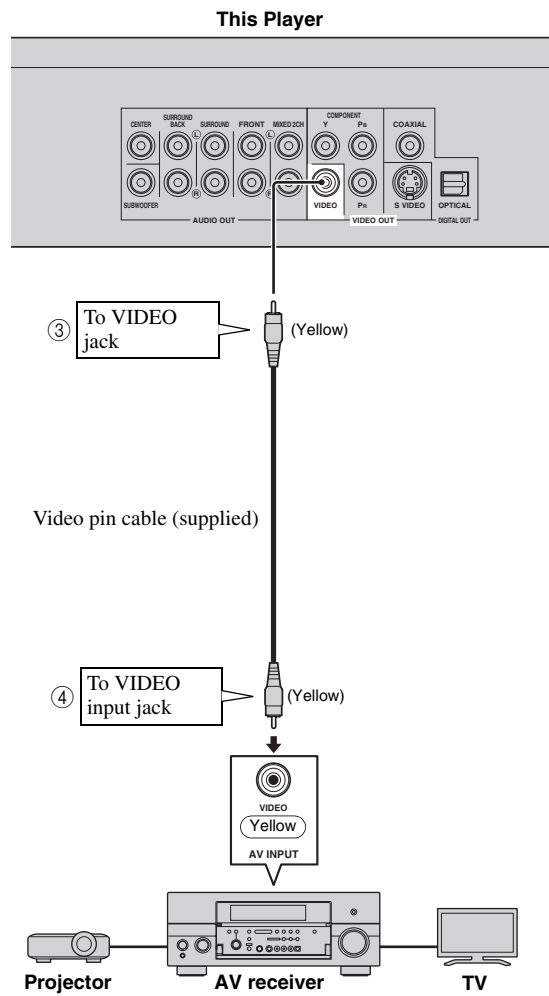 This Player
CENTER
SURROUND
BACK
SURROUND
FRONT
MIXED 2CH
COMPONENT
Y
PB
COAXIAL
L
L
R
R
SUBWOOFER
VIDEO
PR
S VIDEO
OPTICAL
AUDIO OUT
VIDEO OUT
DIGITAL OUT
③
To VIDEO
jack
(Yellow)
Video pin cable (supplied)
④
To VIDEO
input jack
(Yellow)
VIDEO
Yellow
AV INPUT
Projector
AV receiver
TV